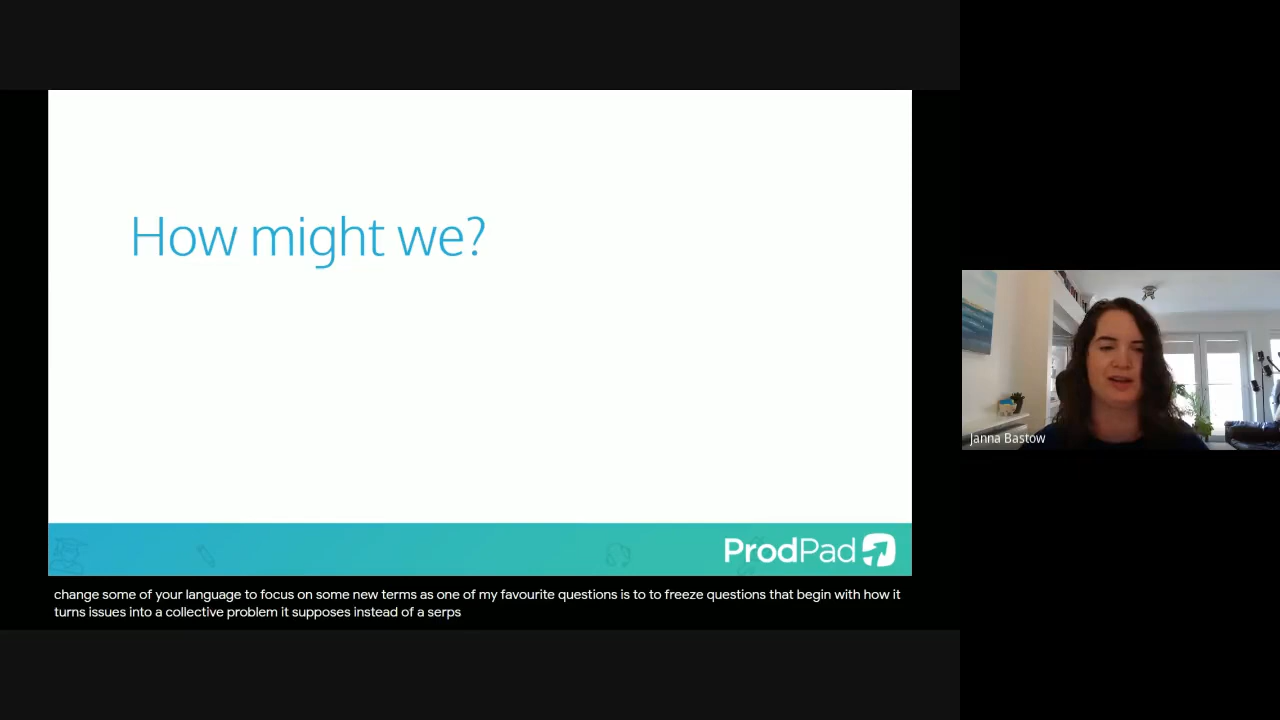 How might we?
ProdPad
change some of your language to focus on some new terms as one of my favourite questions is to to freeze questions that begin with how it
turns issues into a collective problem it supposes instead of a serps
Janna Bastow